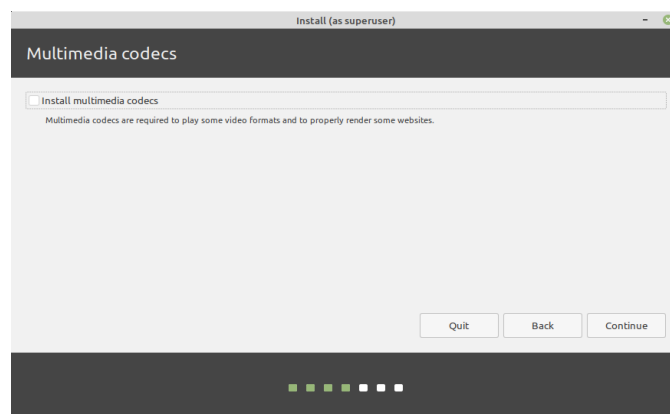 Install (as superuser)
Multimedia codecs
Install multimedia codecs
Multimedia codecs are required to play some video formats and to properly render some websites.
Quit Back Continue